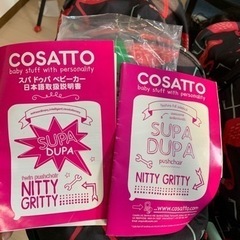 COSATTO
baby stuff with personality
スパ ドゥパ ベビーカー
日本語取扱説明書
SUPA
DUPA
twin pushchair
NITTY
GRITTY
COSATTO
baby stuff with personality
SUPA
DUPA
pushchair
NITTY
GRITTY
www.cosatto.com